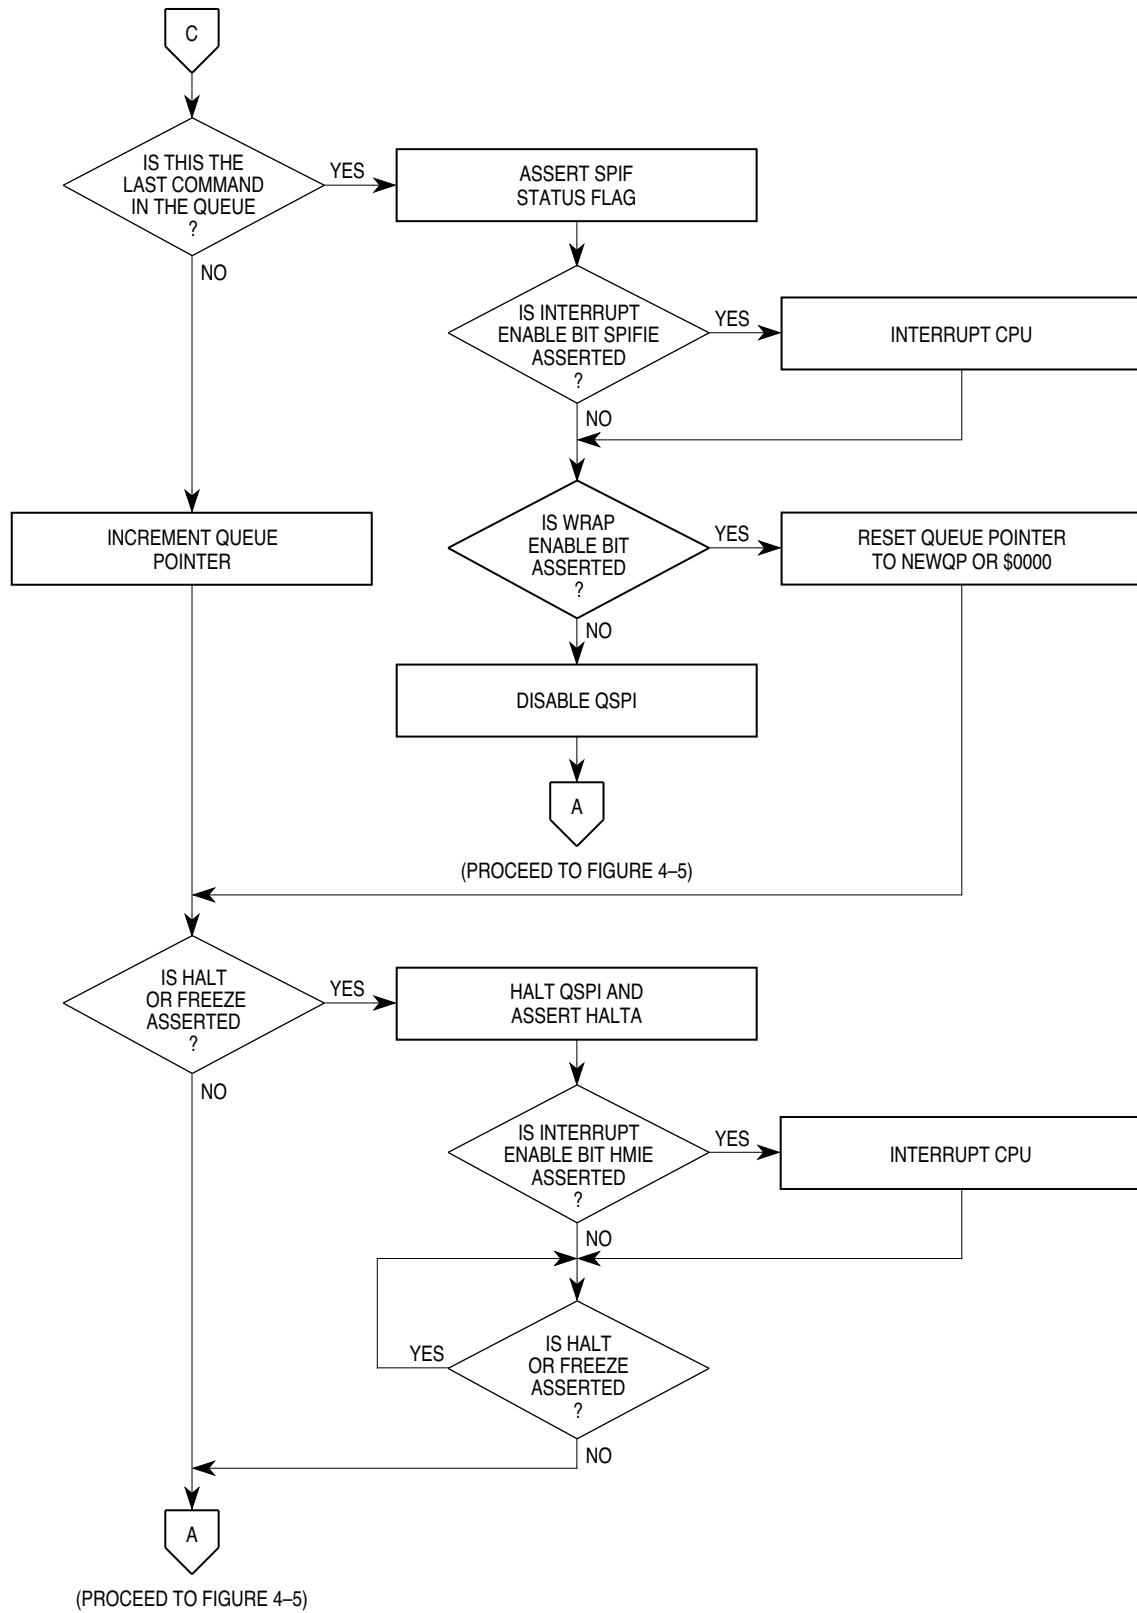 C
IS THIS THE
LAST COMMAND
IN THE QUEUE
?
YES
ASSERT SPIF
STATUS FLAG
NO
IS INTERRUPT
ENABLE BIT SPIFIE
ASSERTED
?
YES
INTERRUPT CPU
NO
INCREMENT QUEUE
POINTER
IS WRAP
ENABLE BIT
ASSERTED
?
YES
RESET QUEUE POINTER
TO NEWQP OR $0000
NO
DISABLE QSPI
A
(PROCEED TO FIGURE 4–5)
IS HALT
OR FREEZE
ASSERTED
?
YES
HALT QSPI AND
ASSERT HALTA
NO
IS INTERRUPT
ENABLE BIT HMIE
ASSERTED
?
YES
INTERRUPT CPU
NO
IS HALT
OR FREEZE
ASSERTED
?
YES
NO
A
(PROCEED TO FIGURE 4–5)